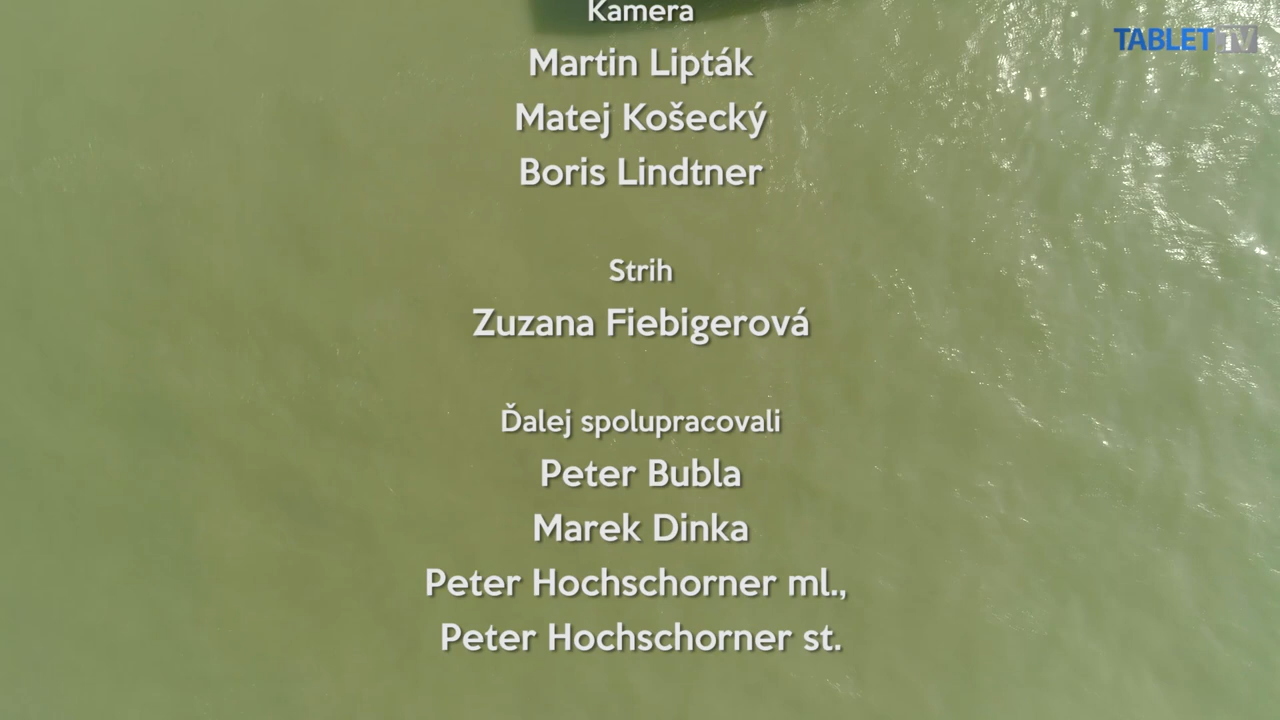 Kamera
TABLET TV
Martin Lipták
Matej Košecký
Boris Lindtner
Strih
Zuzana Fiebigerová
Ďalej spolupracovali
Peter Bubla
Marek Dinka
Peter Hochschorner ml.,
Peter Hochschorner st.